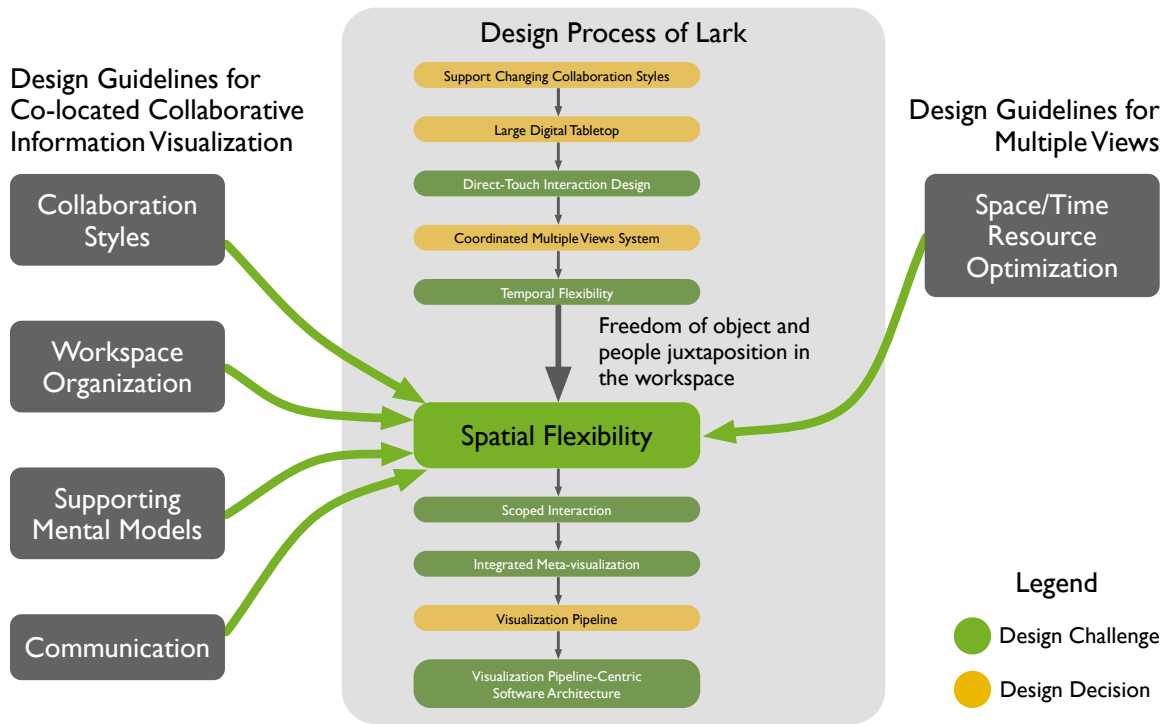 Design Process of Lark
Support Changing Collaboration Styles
Large Digital Tabletop
Direct-Touch Interaction Design
Coordinated Multiple Views System
Temporal Flexibility
Freedom of object and
people juxtaposition in
the workspace
Spatial Flexibility
Scoped Interaction
Integrated Meta-visualization
Visualization Pipeline
Visualization Pipeline-Centric
Software Architecture
Design Guidelines for
Co-located Collaborative
Information Visualization
Collaboration
Styles
Workspace
Organization
Supporting
Mental Models
Communication
Design Guidelines for
Multiple Views
Space/Time
Resource
Optimization
Legend
Design Challenge
Design Decision